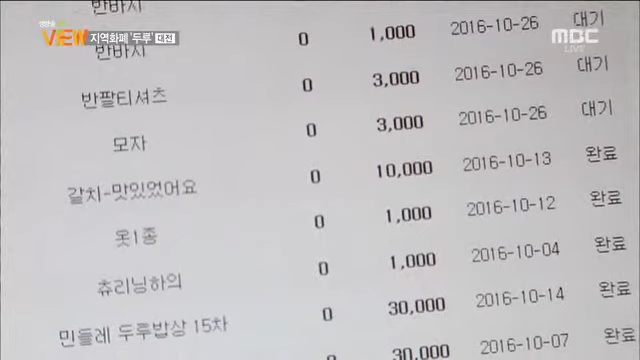 생방송
VIEW 지역화폐 '두루' 대전
MBC
LIVE
반바지
반바지 0 1,000 2016-10-26 대기
반팔티셔츠 0 3,000 2016-10-26 대기
모자 0 3,000 2016-10-26 대기
갈치-맛있었어요 0 10,000 2016-10-13 완료
옷1종 0 1,000 2016-10-12 완료
츄리닝하의 0 1,000 2016-10-04 완료
민들레 두루밥상 15차 0 30,000 2016-10-14 완료
0 30,000 2016-10-07 완료